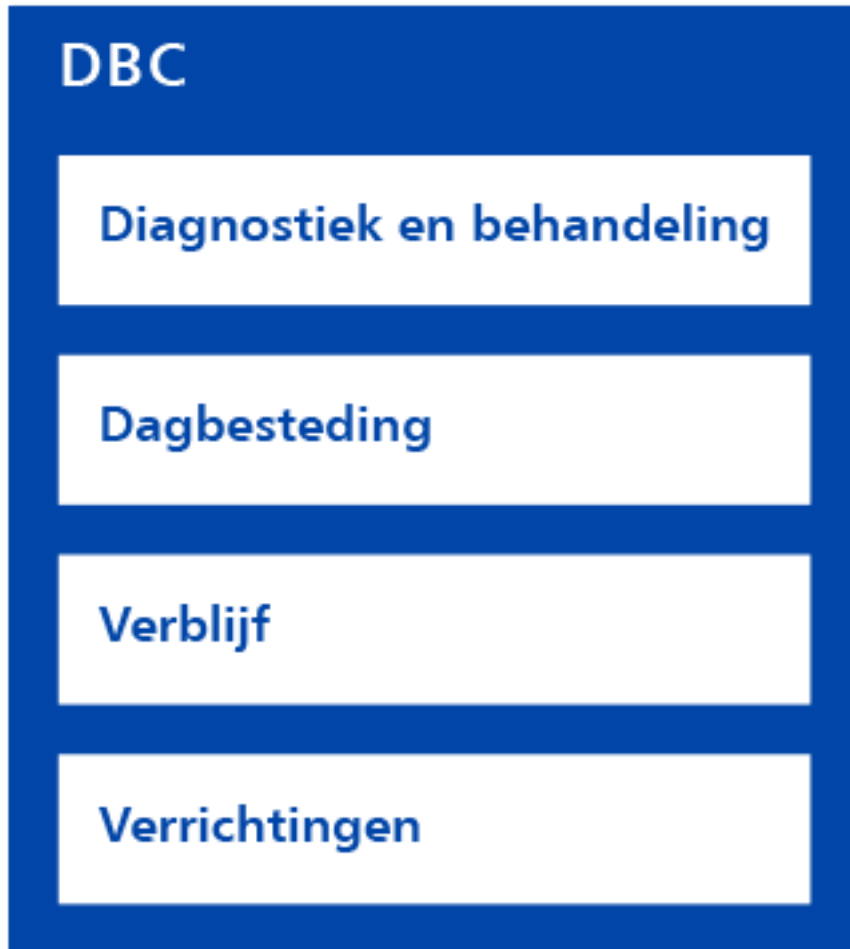 DBC
Diagnostiek en behandeling
Dagbesteding
Verblijf
Verrichtingen